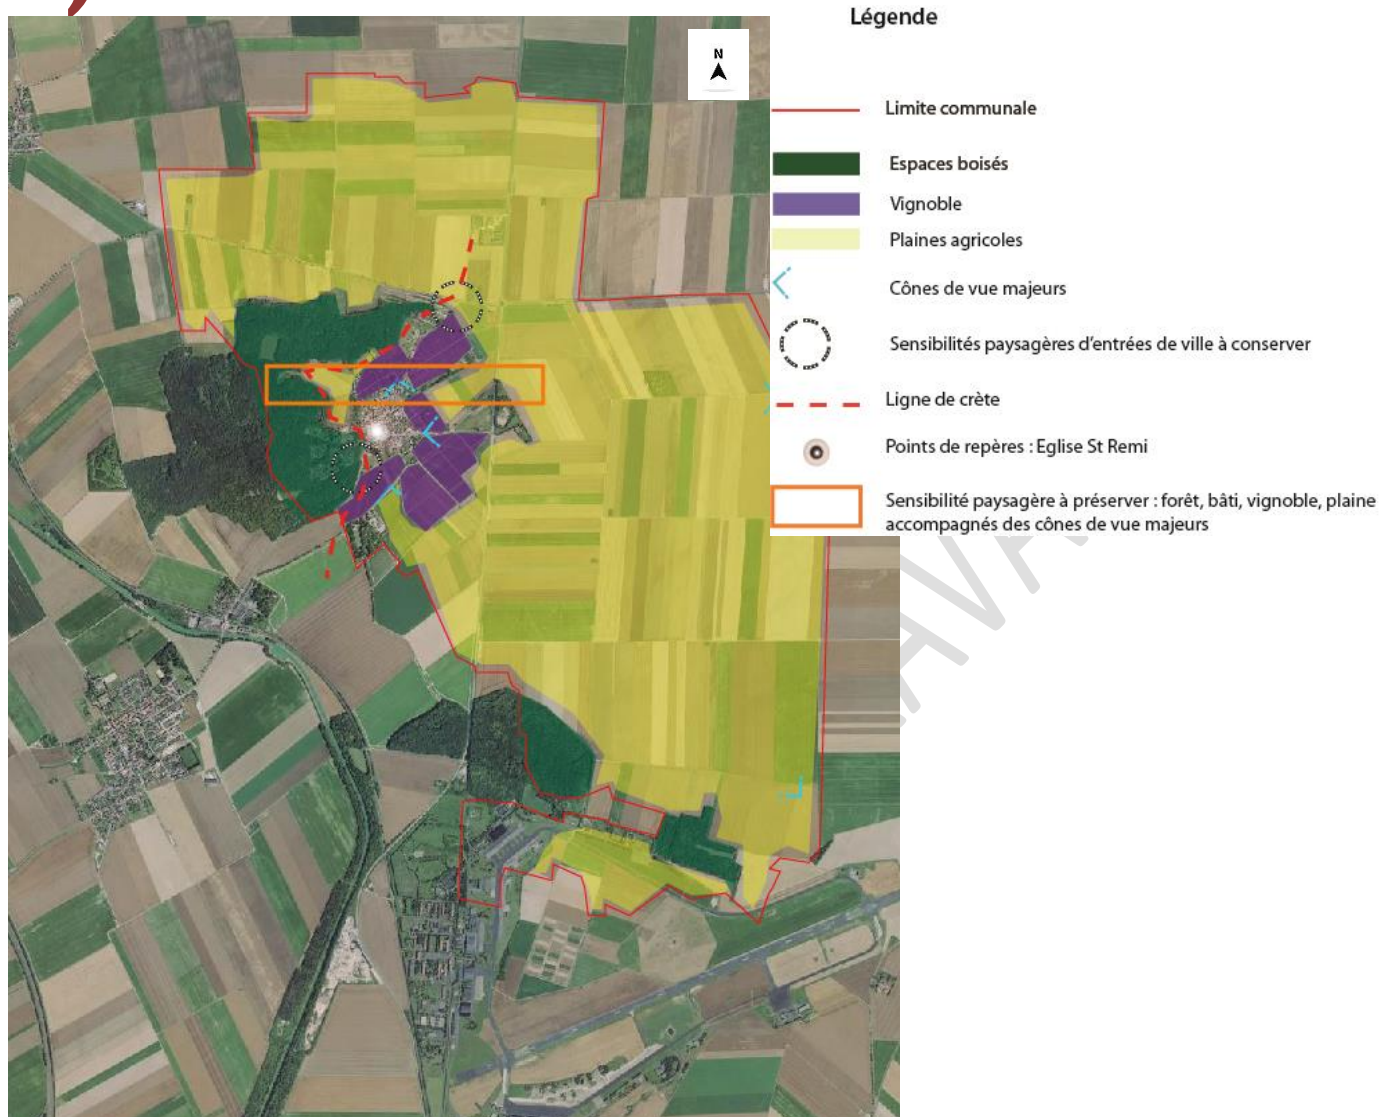 Légende
N
Limite communale
Espaces boisés
Vignoble
Plaines agricoles
Cônes de vue majeurs
Sensibilités paysagères d'entrées de ville à conserver
Ligne de crète
Points de repères : Eglise St Remi
Sensibilité paysagère à préserver : forêt, bâti, vignoble, plaine
accompagnés des cônes de vue majeurs